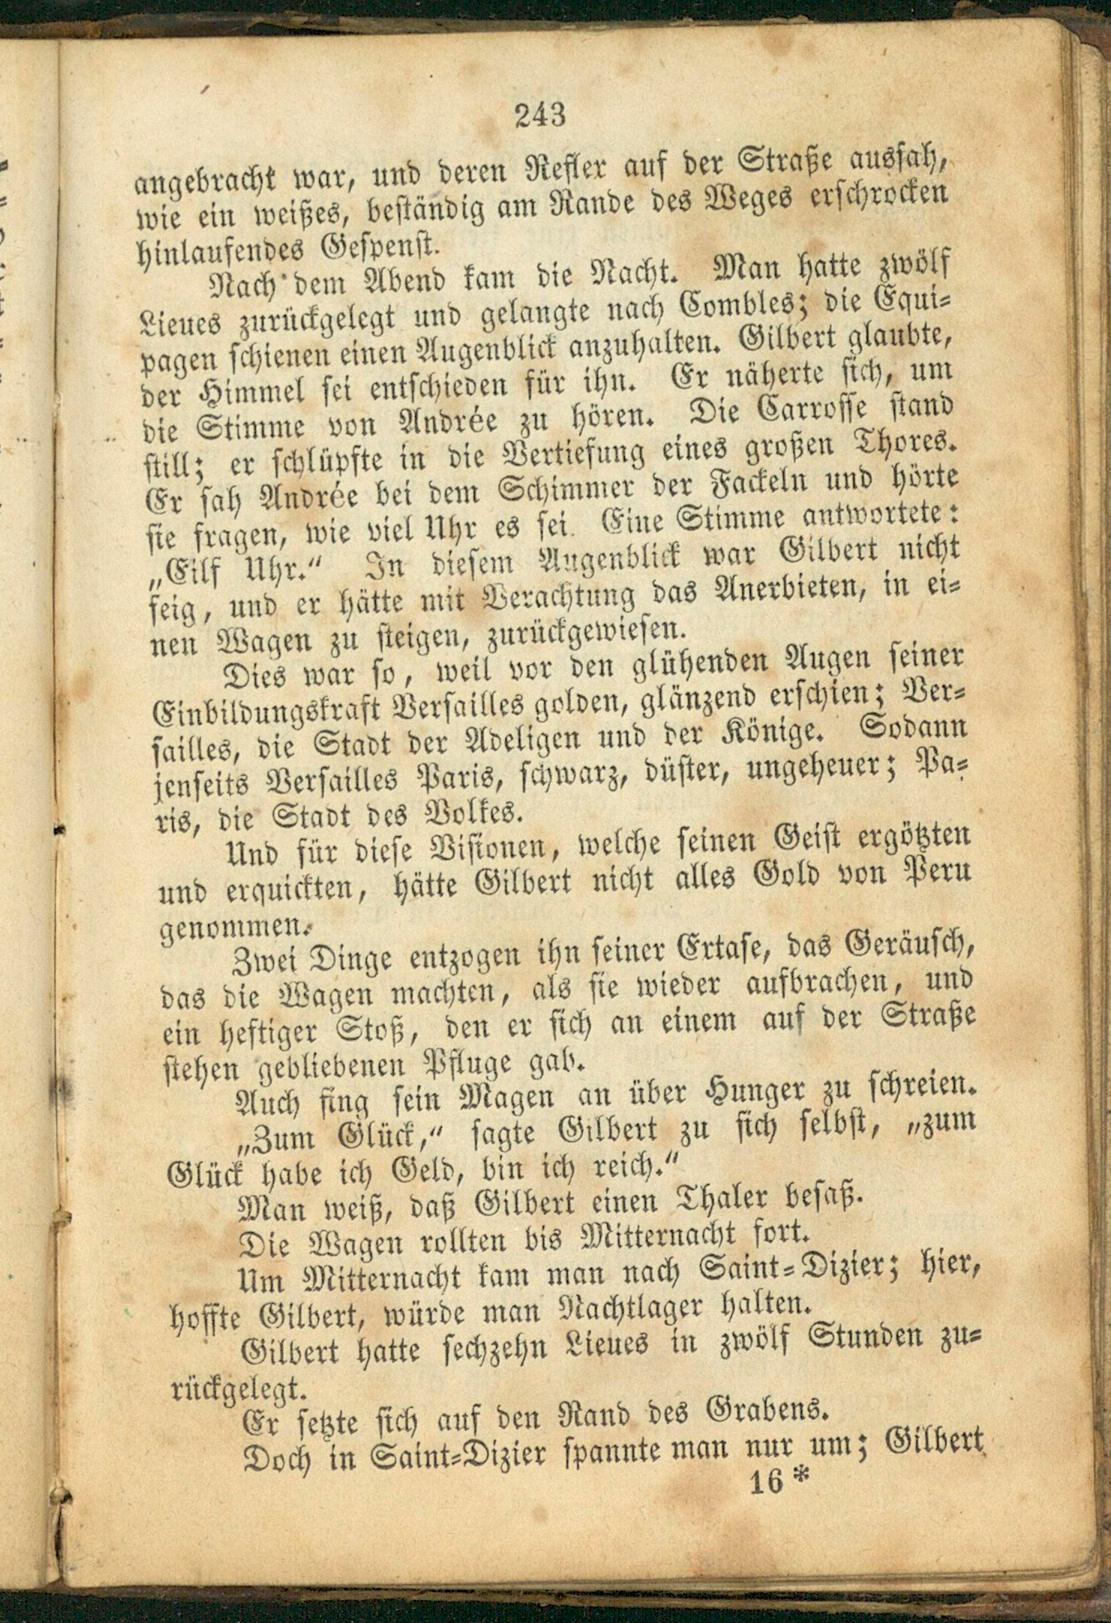 243
angebracht war, und deren Reflex auf der Straße aussah,
wie ein weißes, beständig am Rande des Weges erschrocken
hinlaufendes Gespenst.
Nach dem Abend kam die Nacht. Man hatte zwölf
Lieues zurückgelegt und gelangte nach Combles; die Equi=
pagen schienen einen Augenblick anzuhalten. Gilbert glaubte,
der Himmel sei entschieden für ihn. Er näherte sich, um
die Stimme von Andrée zu hören. Die Carrosse stand
still; er schlüpfte in die Vertiefung eines großen Thores.
Er sah Andrée bei dem Schimmer der Fackeln und hörte
sie fragen, wie viel Uhr es sei. Eine Stimme antwortete:
„Eilf Uhr.“ In diesem Augenblick war Gilbert nicht
feig, und er hätte mit Verachtung das Anerbieten, in ei=
nen Wagen zu steigen, zurückgewiesen.
Dies war so, weil vor den glühenden Augen seiner
Einbildungskraft Versailles golden, glänzend erschien; Ver=
sailles, die Stadt der Adeligen und der Könige. Sodann
jenseits Versailles Paris, schwarz, düster, ungeheuer; Pa=
ris, die Stadt des Volkes.
Und für diese Visionen, welche seinen Geist ergötzten
und erquickten, hätte Gilbert nicht alles Gold von Peru
genommen.
Zwei Dinge entzogen ihn seiner Extase, das Geräusch,
das die Wagen machten, als sie wieder aufbrachen, und
ein heftiger Stoß, den er sich an einem auf der Straße
stehen gebliebenen Pfluge gab.
Auch fing sein Magen an über Hunger zu schreien.
„Zum Glück,“ sagte Gilbert zu sich selbst, „zum
Glück habe ich Geld, bin ich reich.“
Man weiß, daß Gilbert einen Thaler besaß.
Die Wagen rollten bis Mitternacht fort.
Um Mitternacht kam man nach Saint=Dizier; hier,
hoffte Gilbert, würde man Nachtlager halten.
Gilbert hatte sechzehn Lieues in zwölf Stunden zu=
rückgelegt.
Er setzte sich auf den Rand des Grabens.
Doch in Saint=Dizier spannte man nur um; Gilbert
16*